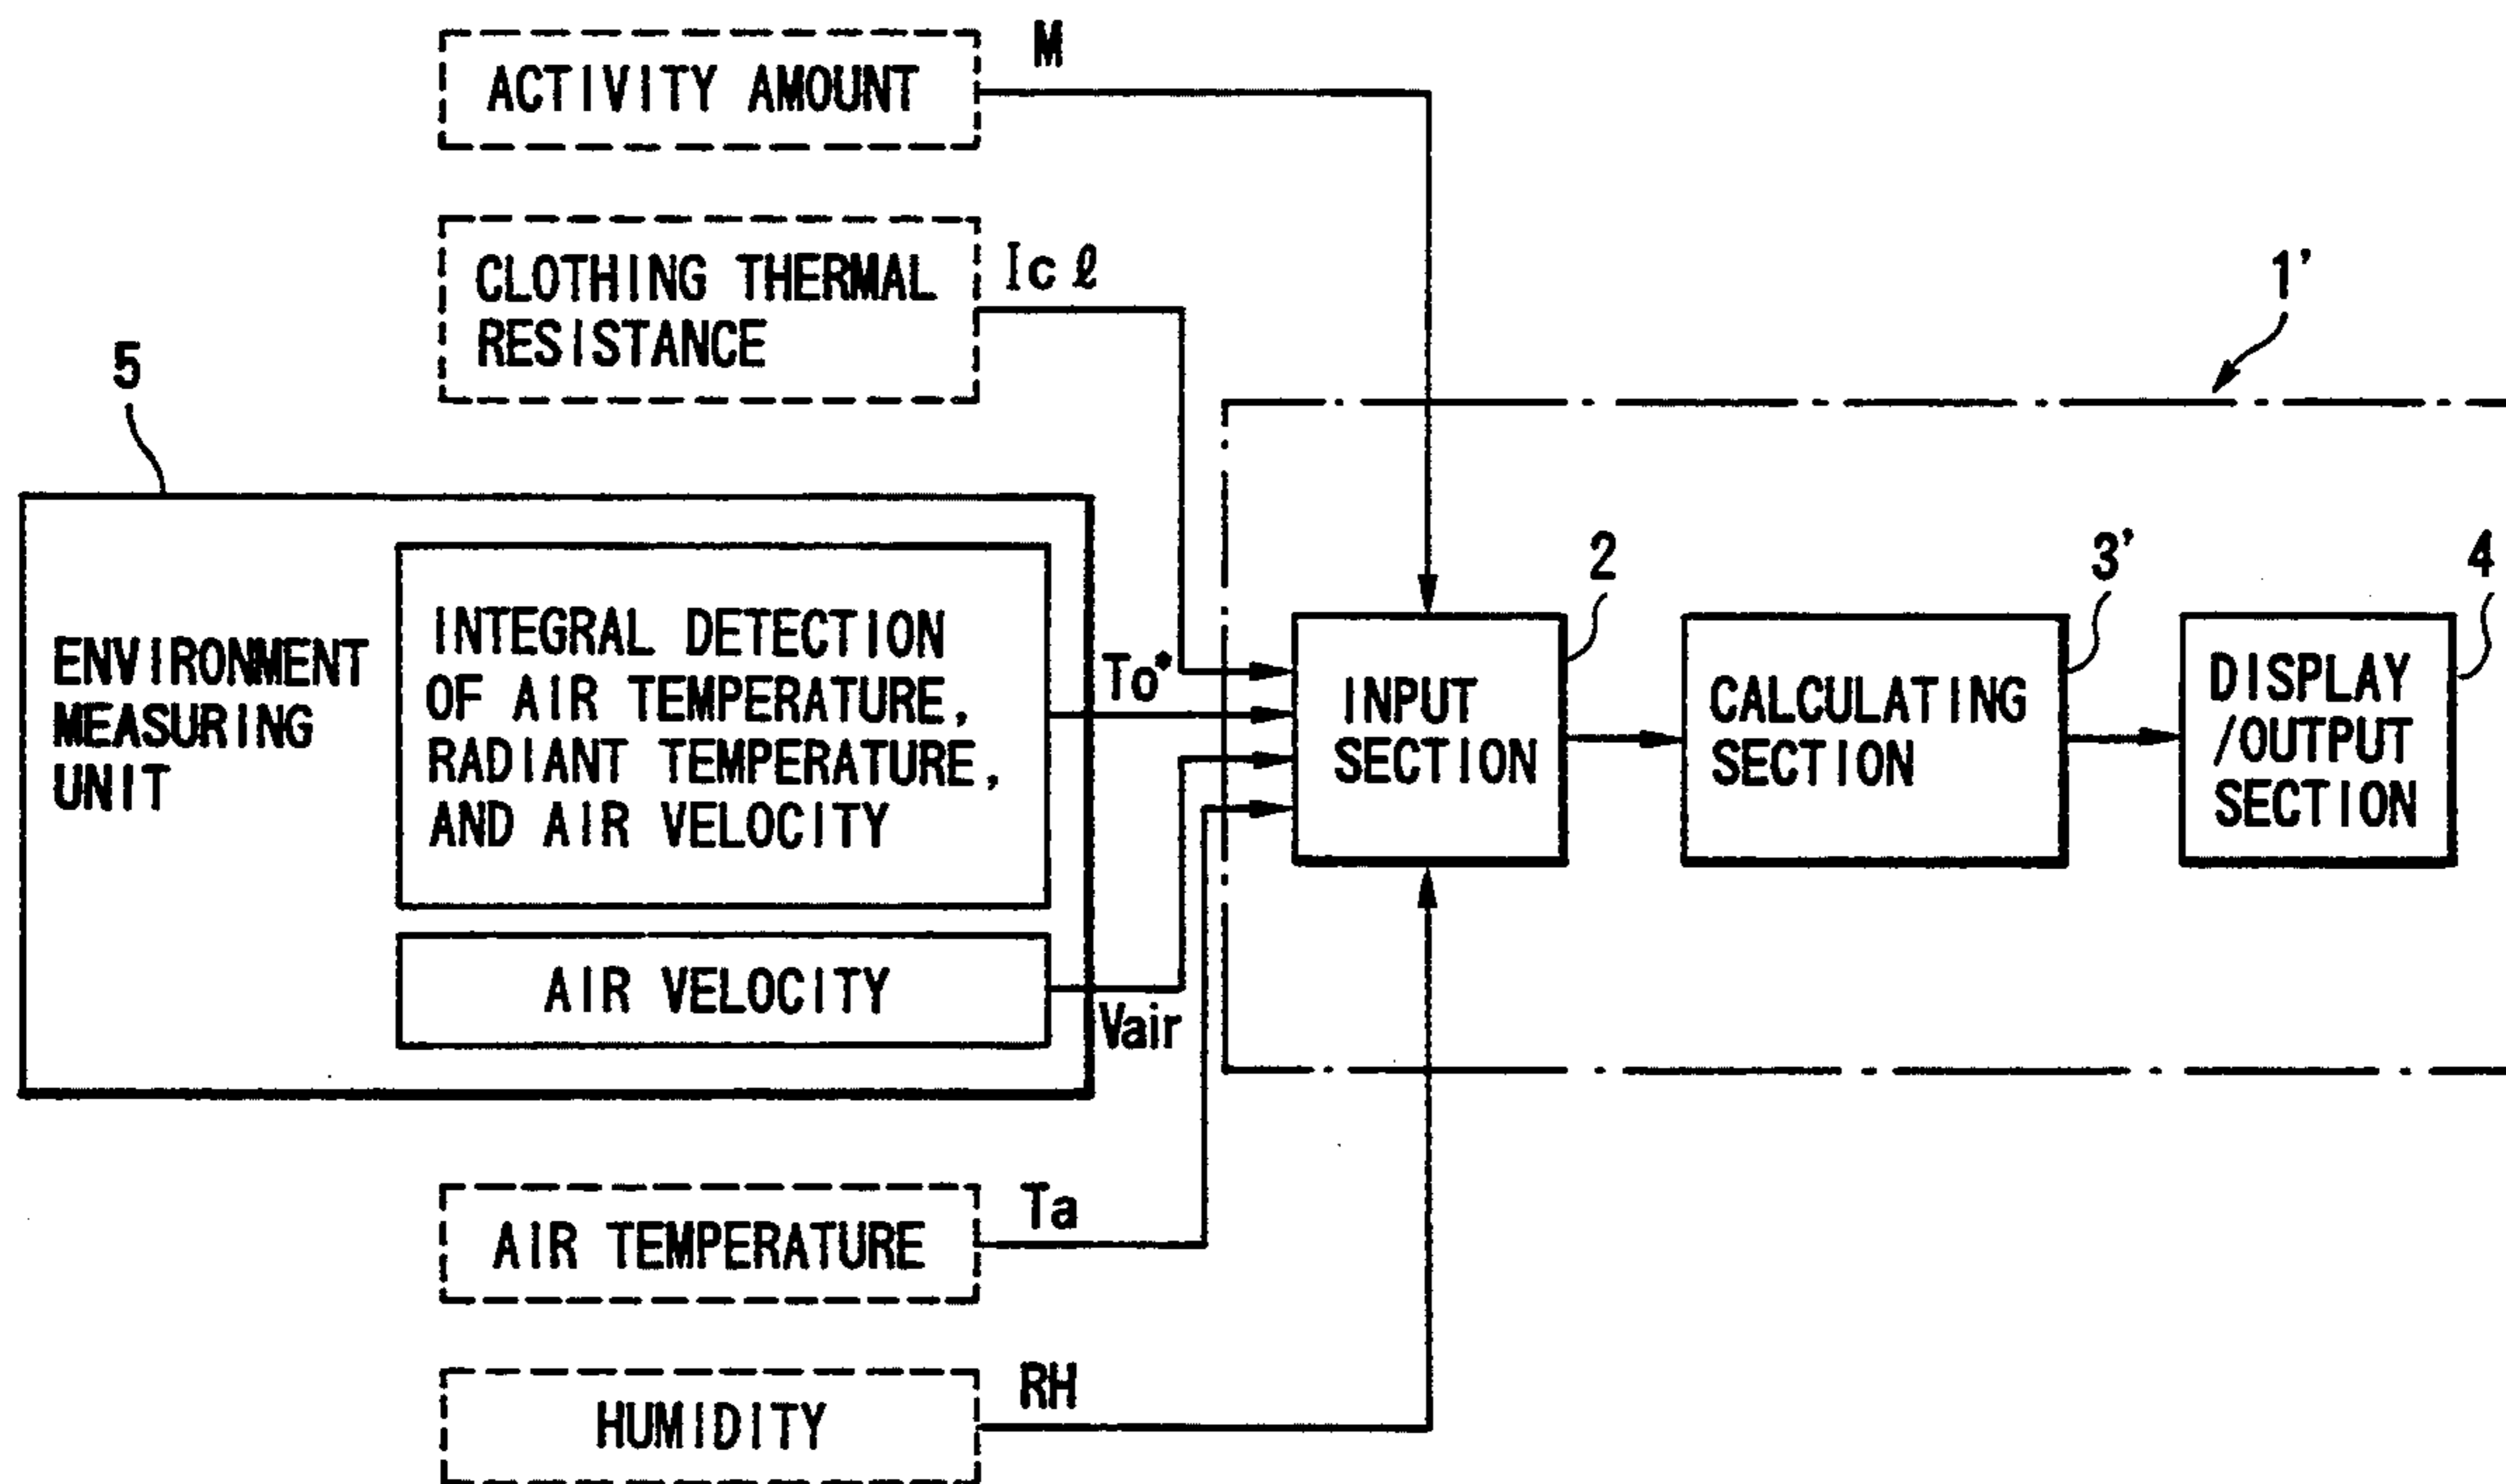 M
ACTIVITY AMOUNT
Icℓ
CLOTHING THERMAL
RESISTANCE
1'
5
ENVIRONMENT
MEASURING
UNIT
INTEGRAL DETECTION
OF AIR TEMPERATURE,
RADIANT TEMPERATURE,
AND AIR VELOCITY
To*
AIR VELOCITY
Vair
2
INPUT
SECTION
3'
CALCULATING
SECTION
4
DISPLAY
/OUTPUT
SECTION
Ta
AIR TEMPERATURE
RH
HUMIDITY